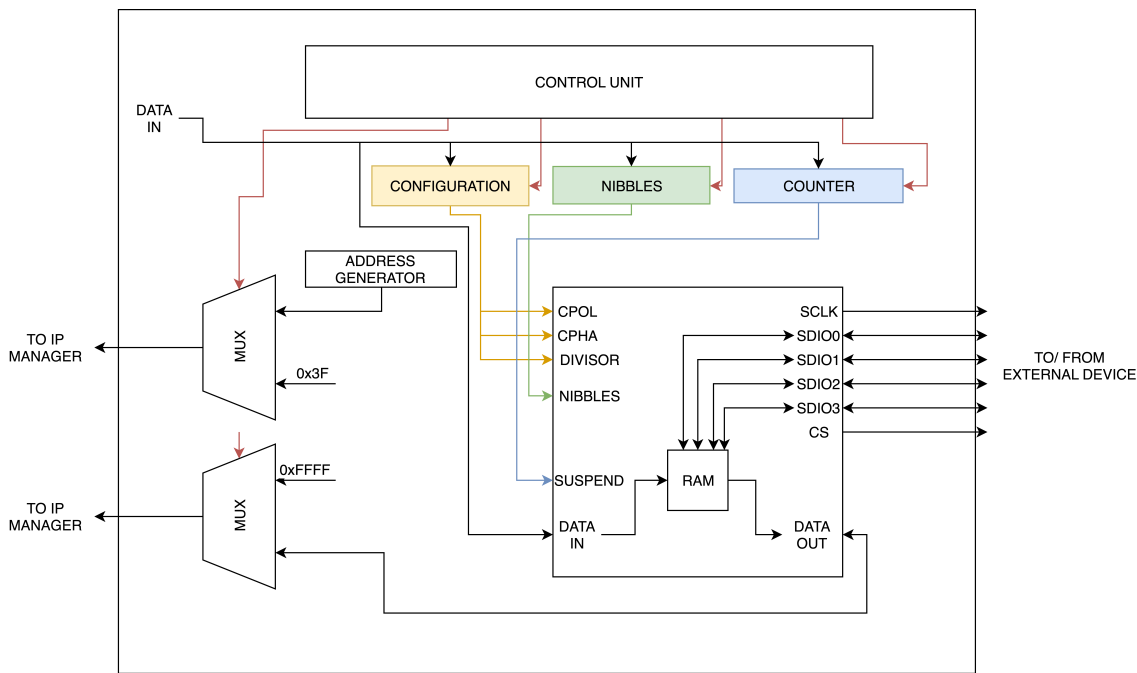 CONTROL UNIT
DATA
IN
CONFIGURATION
NIBBLES
COUNTER
ADDRESS
GENERATOR
MUX
0x3F
TO IP
MANAGER
CPOL
CPHA
DIVISOR
NIBBLES
SUSPEND
DATA
IN
RAM
SCLK
SDIO0
SDIO1
SDIO2
SDIO3
CS
DATA
OUT
TO/ FROM
EXTERNAL DEVICE
0xFFFF
MUX
TO IP
MANAGER